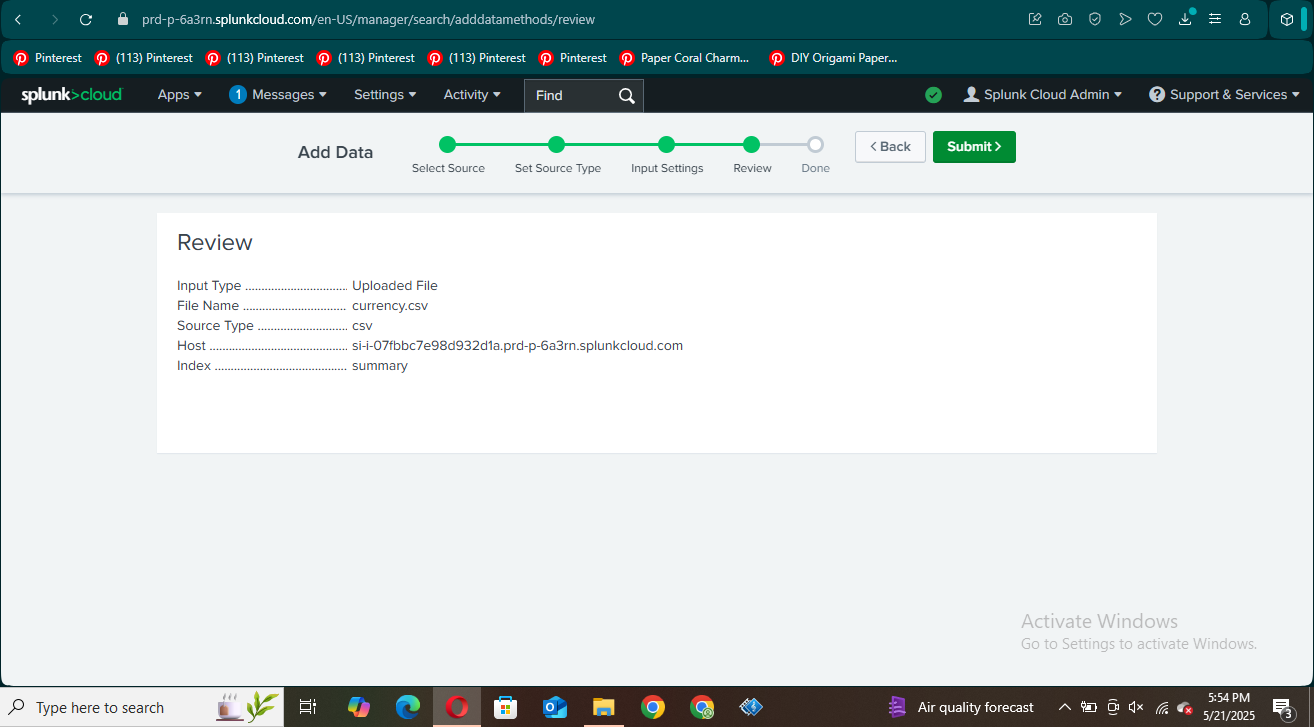 prd-p-6a3rn.splunkcloud.com/en-US/manager/search/adddatamethods/review
Pinterest (113) Pinterest (113) Pinterest (113) Pinterest (113) Pinterest Pinterest Paper Coral Charm... DIY Origami Paper...
splunk>cloud Apps 1 Messages Settings Activity Find Splunk Cloud Admin ? Support & Services
Add Data
Select Source Set Source Type Input Settings Review Done
< Back Submit >
Review
Input Type ................................ Uploaded File
File Name ................................ currency.csv
Source Type ............................ csv
Host ........................................... si-i-07fbbc7e98d932d1a.prd-p-6a3rn.splunkcloud.com
Index ......................................... summary
Activate Windows
Go to Settings to activate Windows.
Type here to search Air quality forecast 5:54 PM
5/21/2025 3